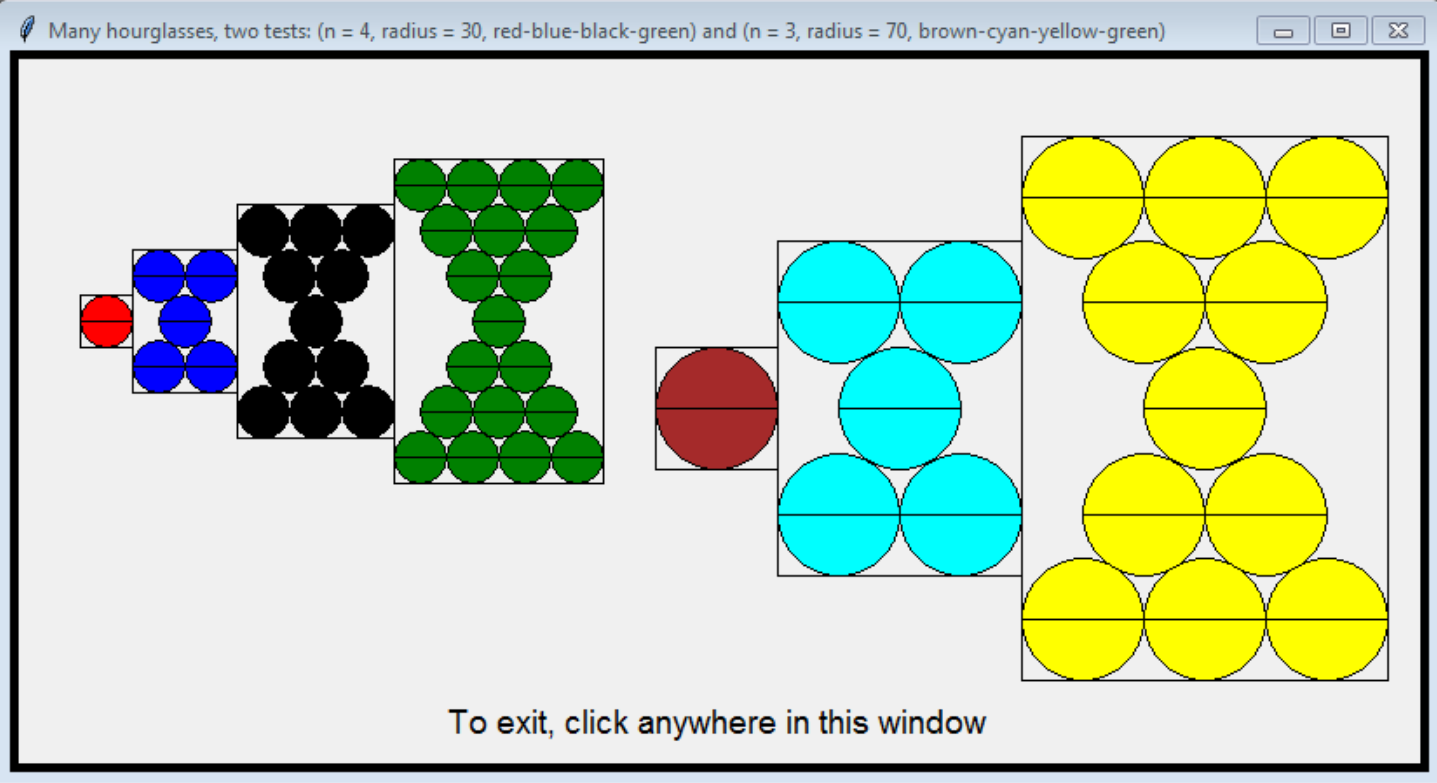 Many hourglasses, two tests: (n = 4, radius = 30, red-blue-black-green) and (n = 3, radius = 70, brown-cyan-yellow-green)
To exit, click anywhere in this window